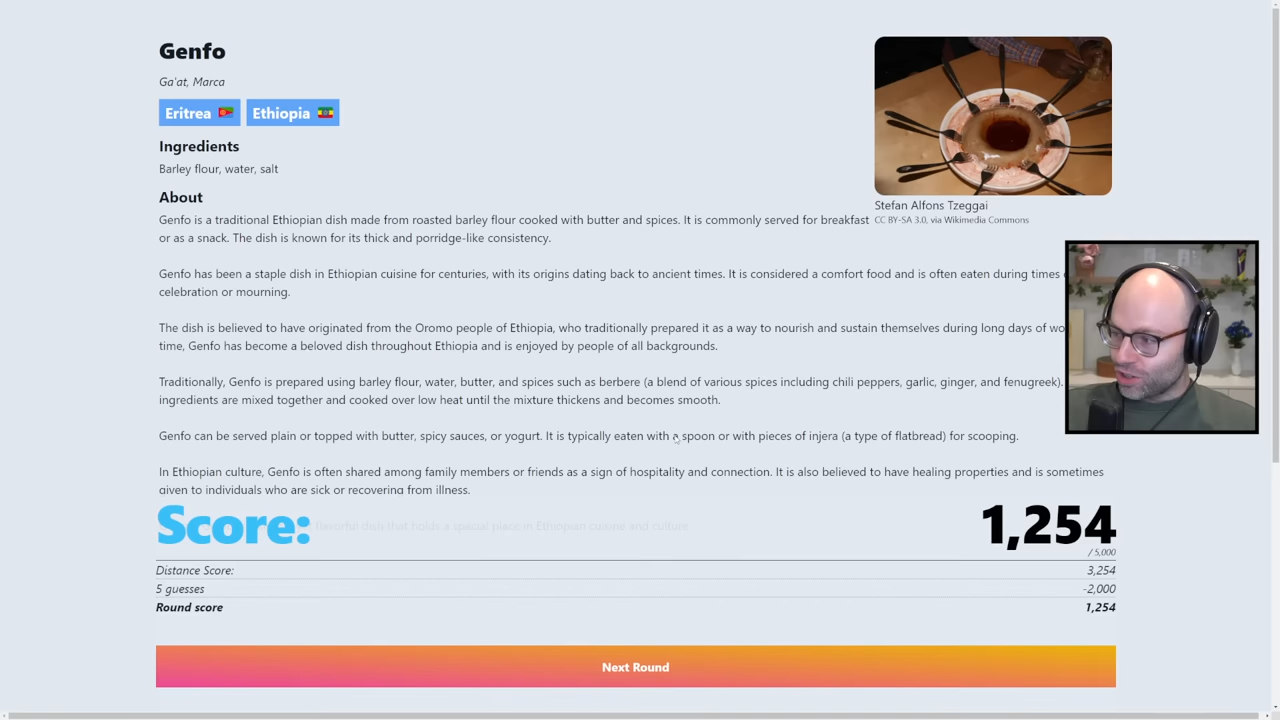 Genfo
Ga'at, Marca
Eritrea
Ethiopia
Ingredients
Barley flour, water, salt
About
Genfo is a traditional Ethiopian dish made from roasted barley flour cooked with butter and spices. It is commonly served for breakfast
or as a snack. The dish is known for its thick and porridge-like consistency.
Stefan Alfons Tzeggai
CC BY-SA 3.0, via Wikimedia Commons
Genfo has been a staple dish in Ethiopian cuisine for centuries, with its origins dating back to ancient times. It is considered a comfort food and is often eaten during times
celebration or mourning.
The dish is believed to have originated from the Oromo people of Ethiopia, who traditionally prepared it as a way to nourish and sustain themselves during long days of
time, Genfo has become a beloved dish throughout Ethiopia and is enjoyed by people of all backgrounds.
Traditionally, Genfo is prepared using barley flour, water, butter, and spices such as berbere (a blend of various spices including chili peppers, garlic, ginger, and fenugreek).
ingredients are mixed together and cooked over low heat until the mixture thickens and becomes smooth.
Genfo can be served plain or topped with butter, spicy sauces, or yogurt. It is typically eaten with a spoon or with pieces of injera (a type of flatbread) for scooping.
In Ethiopian culture, Genfo is often shared among family members or friends as a sign of hospitality and connection. It is also believed to have healing properties and is sometimes
given to individuals who are sick or recovering from illness.
flavorful dish that holds a special place in Ethiopian cuisine and culture.
Score:
1,254
/ 5,000
Distance Score:
3,254
5 guesses
-2,000
Round score
1,254
Next Round